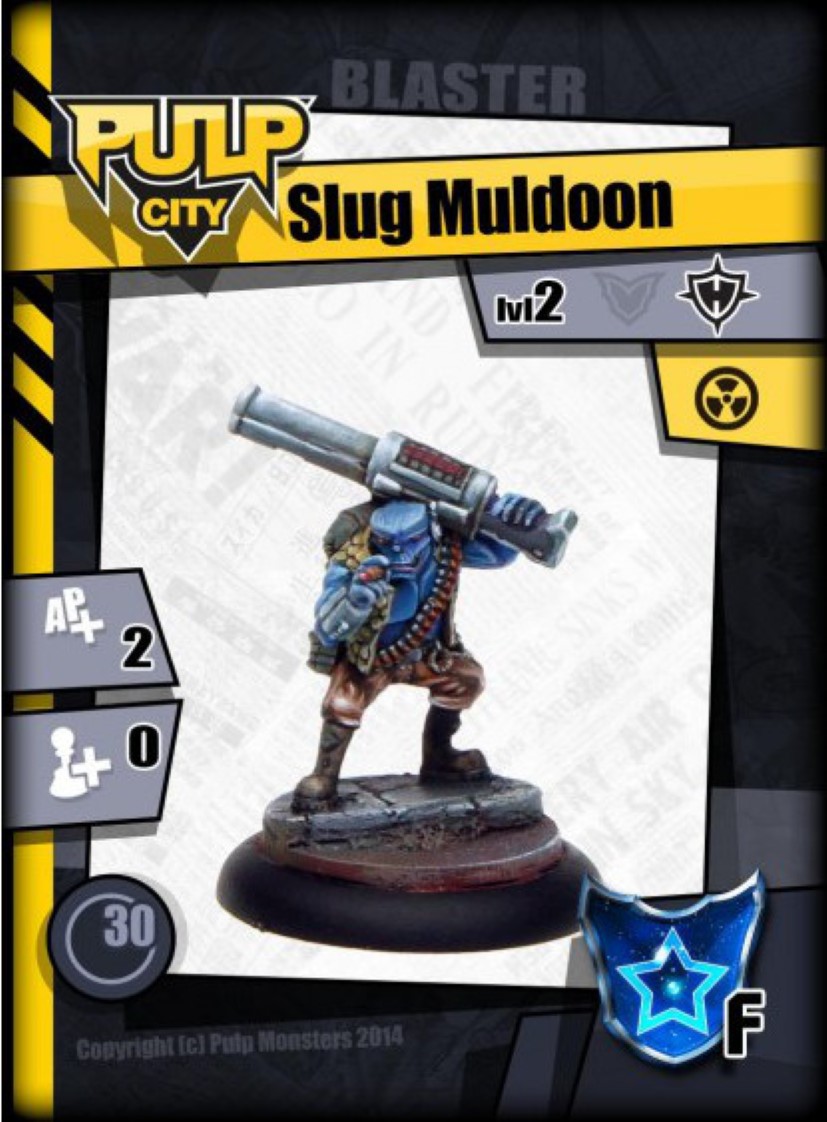 BLASTER
PULP
CITY
Slug Muldoon
lvl2
H
AP+ 2
+ 0
30
F
Copyright (c) Pulp Monsters 2014